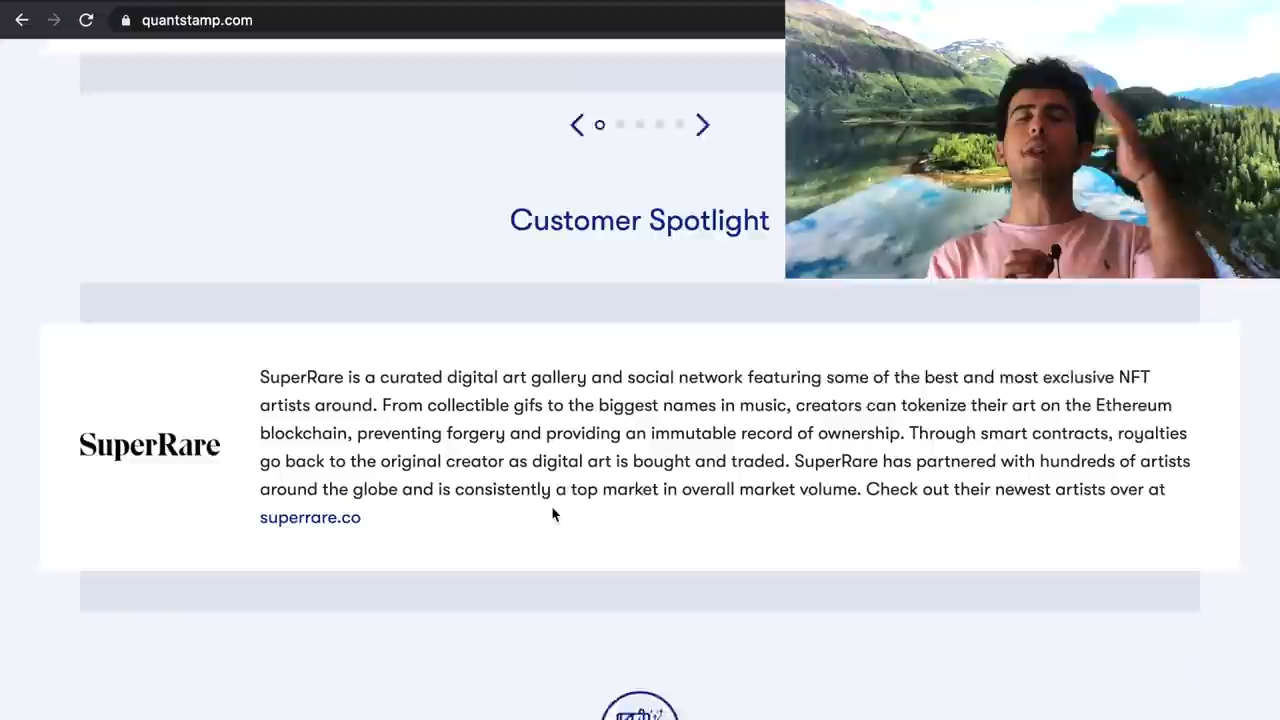 quantstamp.com
Customer Spotlight
SuperRare
SuperRare is a curated digital art gallery and social network featuring some of the best and most exclusive NFT
artists around. From collectible gifs to the biggest names in music, creators can tokenize their art on the Ethereum
blockchain, preventing forgery and providing an immutable record of ownership. Through smart contracts, royalties
go back to the original creator as digital art is bought and traded. SuperRare has partnered with hundreds of artists
around the globe and is consistently a top market in overall market volume. Check out their newest artists over at
superrare.co